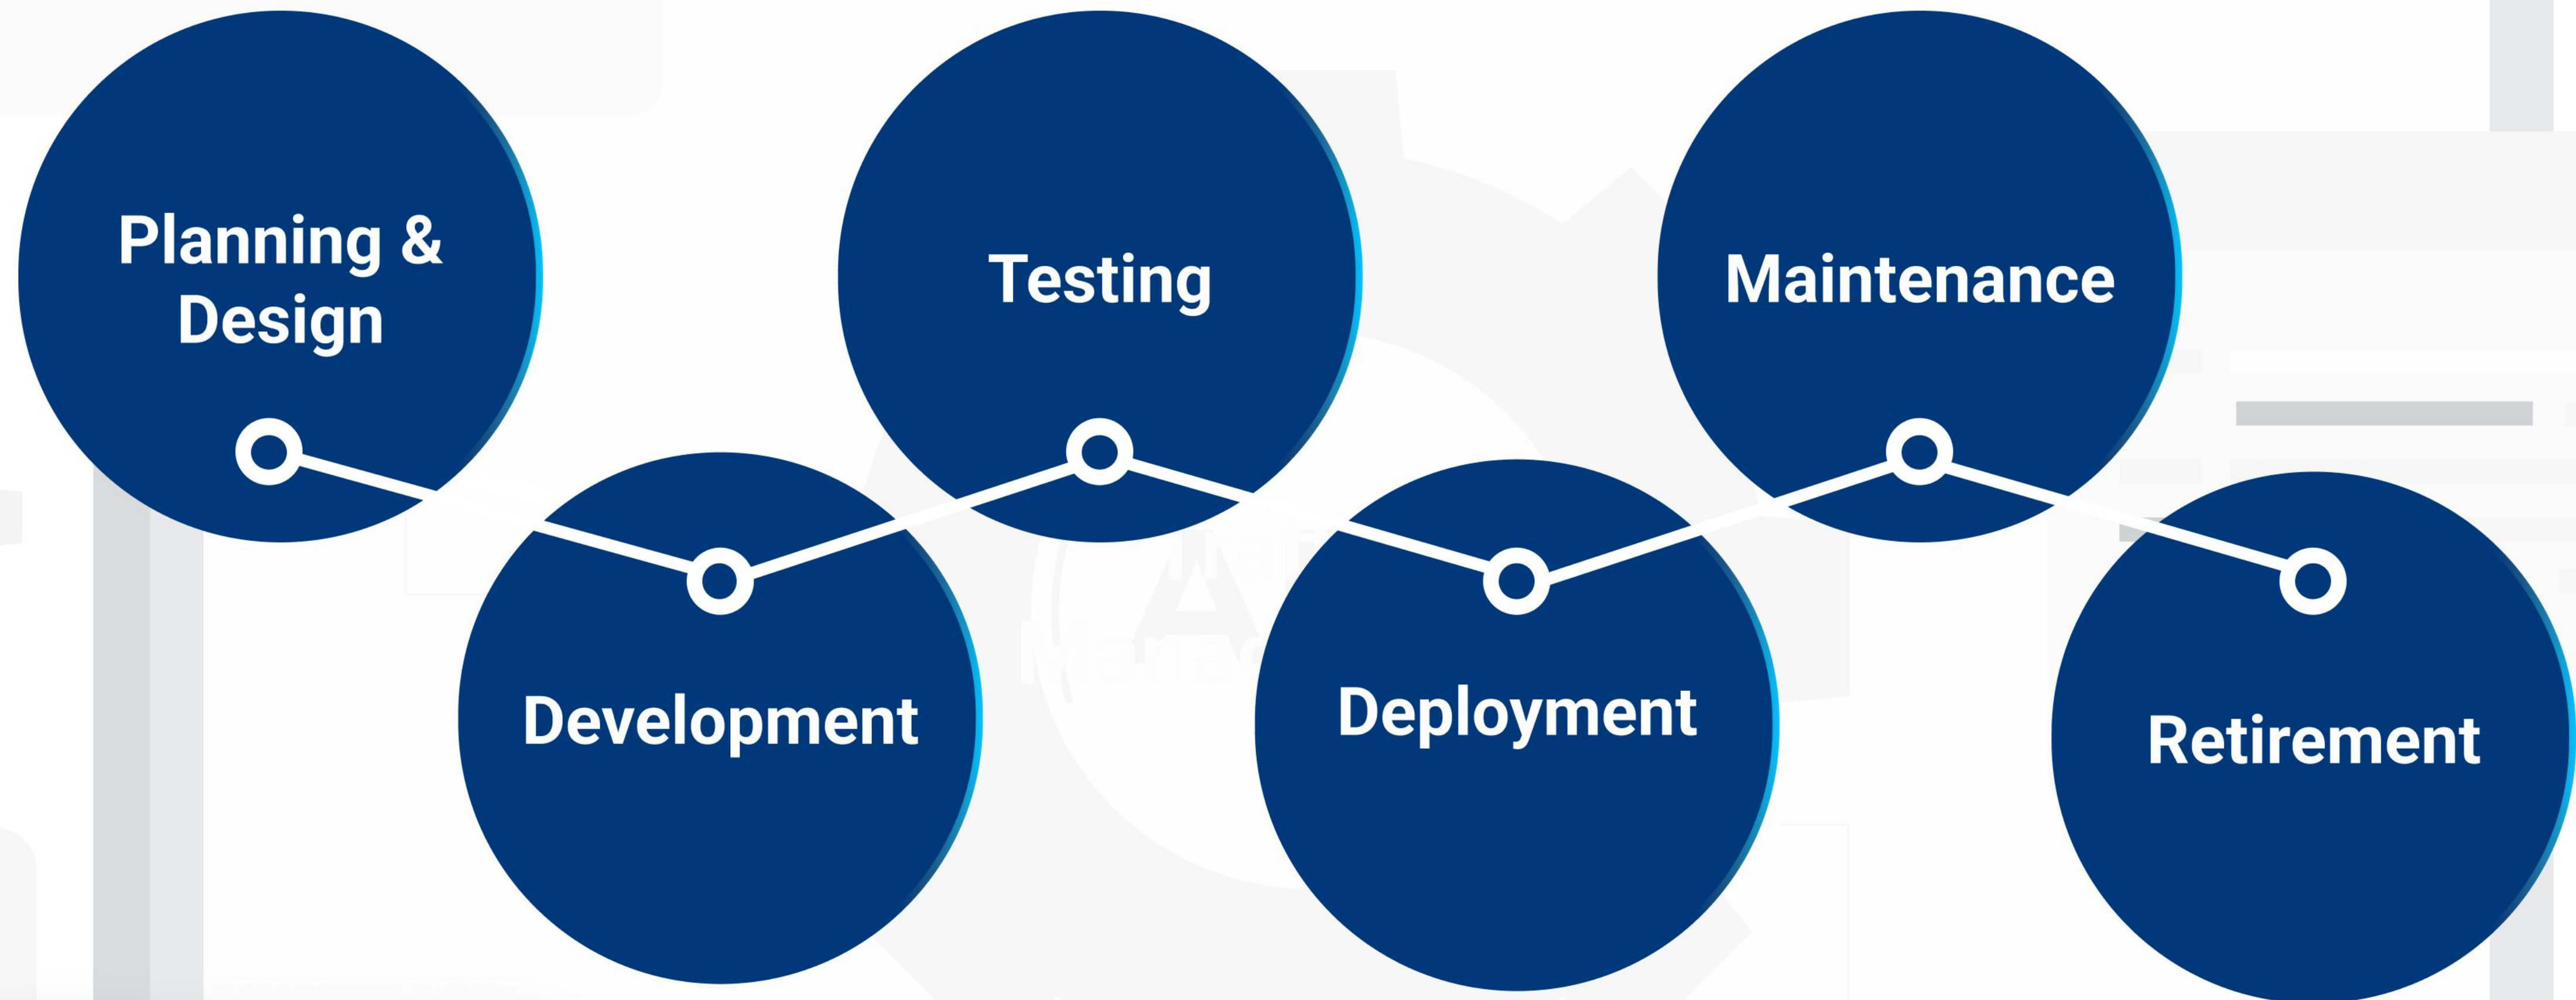 Planning &
Design
Development
Testing
Deployment
Maintenance
Retirement